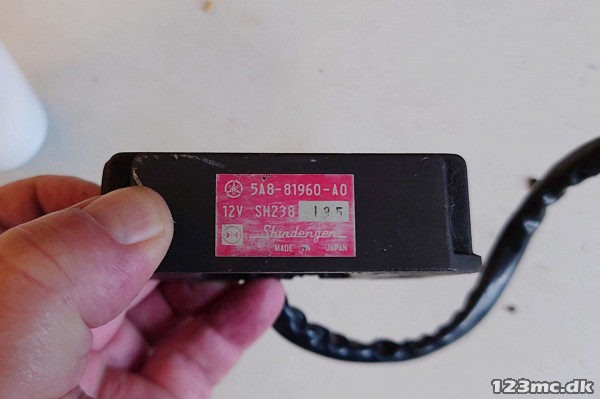 5A8-81960-A0
12V SH238 135
Shindengen
MADE IN JAPAN
123mc.dk